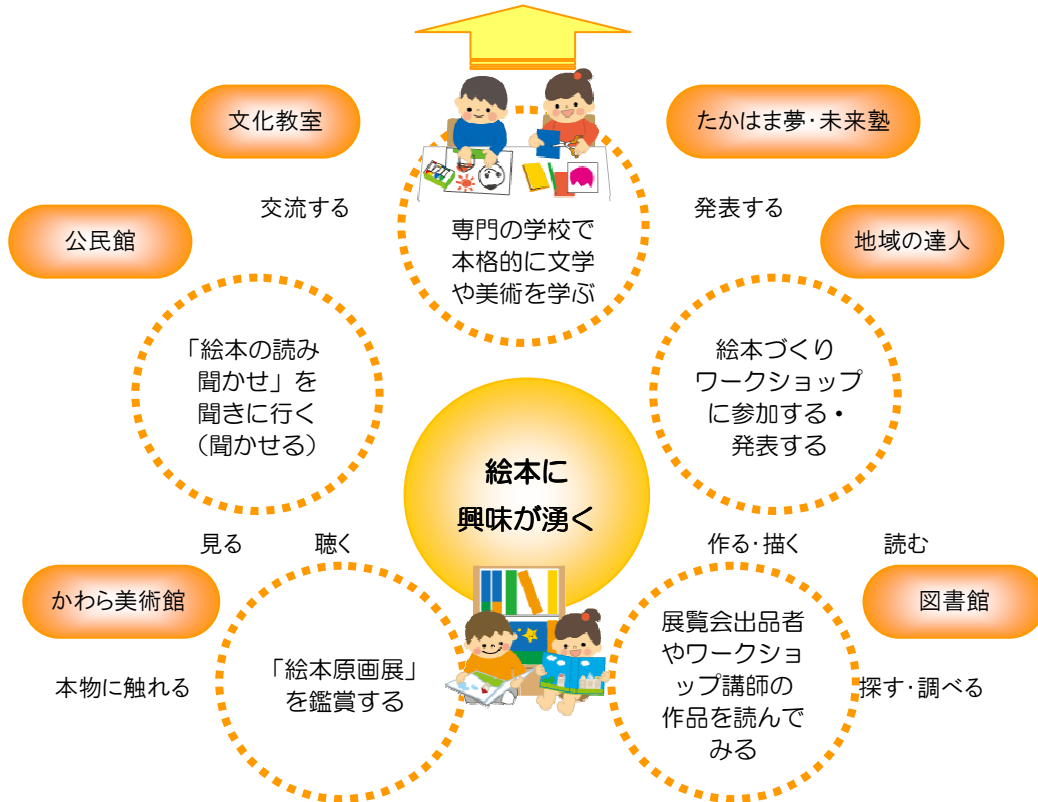 文化教室
たかはま夢・未来塾
交流する
発表する
公民館
地域の達人
専門の学校で
本格的に文学
や美術を学ぶ
「絵本の読み
聞かせ」を
聞きに行く
(聞かせる)
絵本づくり
ワークショップ
に参加する・
発表する
絵本に
興味が湧く
見る
聴く
作る・描く
読む
かわら美術館
図書館
本物に触れる
「絵本原画展」
を鑑賞する
展覧会出品者
やワークショ
ップ講師の
作品を読んで
みる
探す・調べる